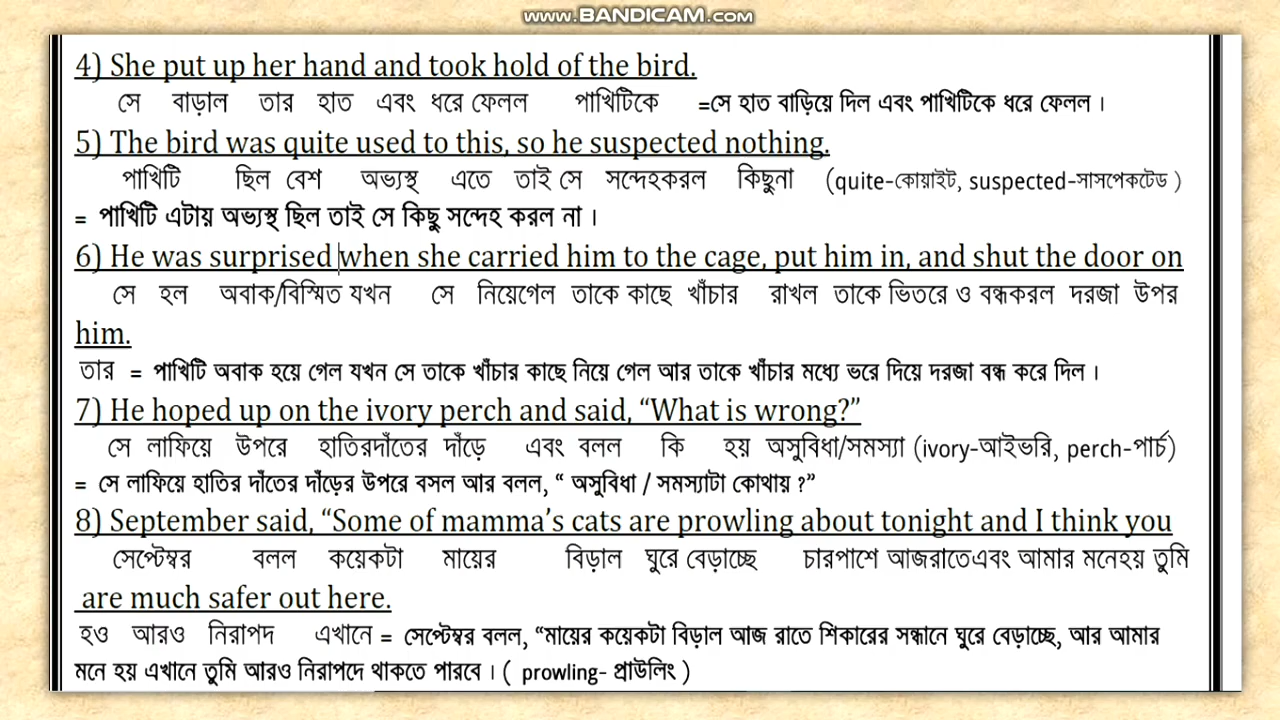 www.BANDICAM.com
4) She put up her hand and took hold of the bird.
সে বাড়াল তার হাত এবং ধরে ফেলল পাখিটিকে =সে হাত বাড়িয়ে দিল এবং পাখিটিকে ধরে ফেলল।
5) The bird was quite used to this, so he suspected nothing.
পাখিটি ছিল বেশ অভ্যস্থ এতে তাই সে সন্দেহকরল কিছুনা (quite-কোয়াইট, suspected-সাসপেকটেড )
= পাখিটি এটায় অভ্যস্থ ছিল তাই সে কিছু সন্দেহ করল না।
6) He was surprised when she carried him to the cage, put him in, and shut the door on
সে হল অবাক/বিস্মিত যখন সে নিয়েগেল তাকে কাছে খাঁচার রাখল তাকে ভিতরে ও বন্ধকরল দরজা উপর
him.
তার = পাখিটি অবাক হয়ে গেল যখন সে তাকে খাঁচার কাছে নিয়ে গেল আর তাকে খাঁচার মধ্যে ভরে দিয়ে দরজা বন্ধ করে দিল।
7) He hoped up on the ivory perch and said, “What is wrong?”
সে লাফিয়ে উপরে হাতিরদাঁতের দাঁড়ে এবং বলল কি হয় অসুবিধা/সমস্যা (ivory-আইভরি, perch-পার্চ)
= সে লাফিয়ে হাতির দাঁতের দাঁড়ের উপরে বসল আর বলল, “ অসুবিধা / সমস্যাটা কোথায় ?”
8) September said, “Some of mamma’s cats are prowling about tonight and I think you
সেপ্টেম্বর বলল কয়েকটা মায়ের বিড়াল ঘুরে বেড়াচ্ছে চারপাশে আজরাতেএবং আমার মনেহয় তুমি
are much safer out here.
হও আরও নিরাপদ এখানে = সেপ্টেম্বর বলল, “মায়ের কয়েকটা বিড়াল আজ রাতে শিকারের সন্ধানে ঘুরে বেড়াচ্ছে, আর আমার
মনে হয় এখানে তুমি আরও নিরাপদে থাকতে পারবে। ( prowling- প্রাউলিং )